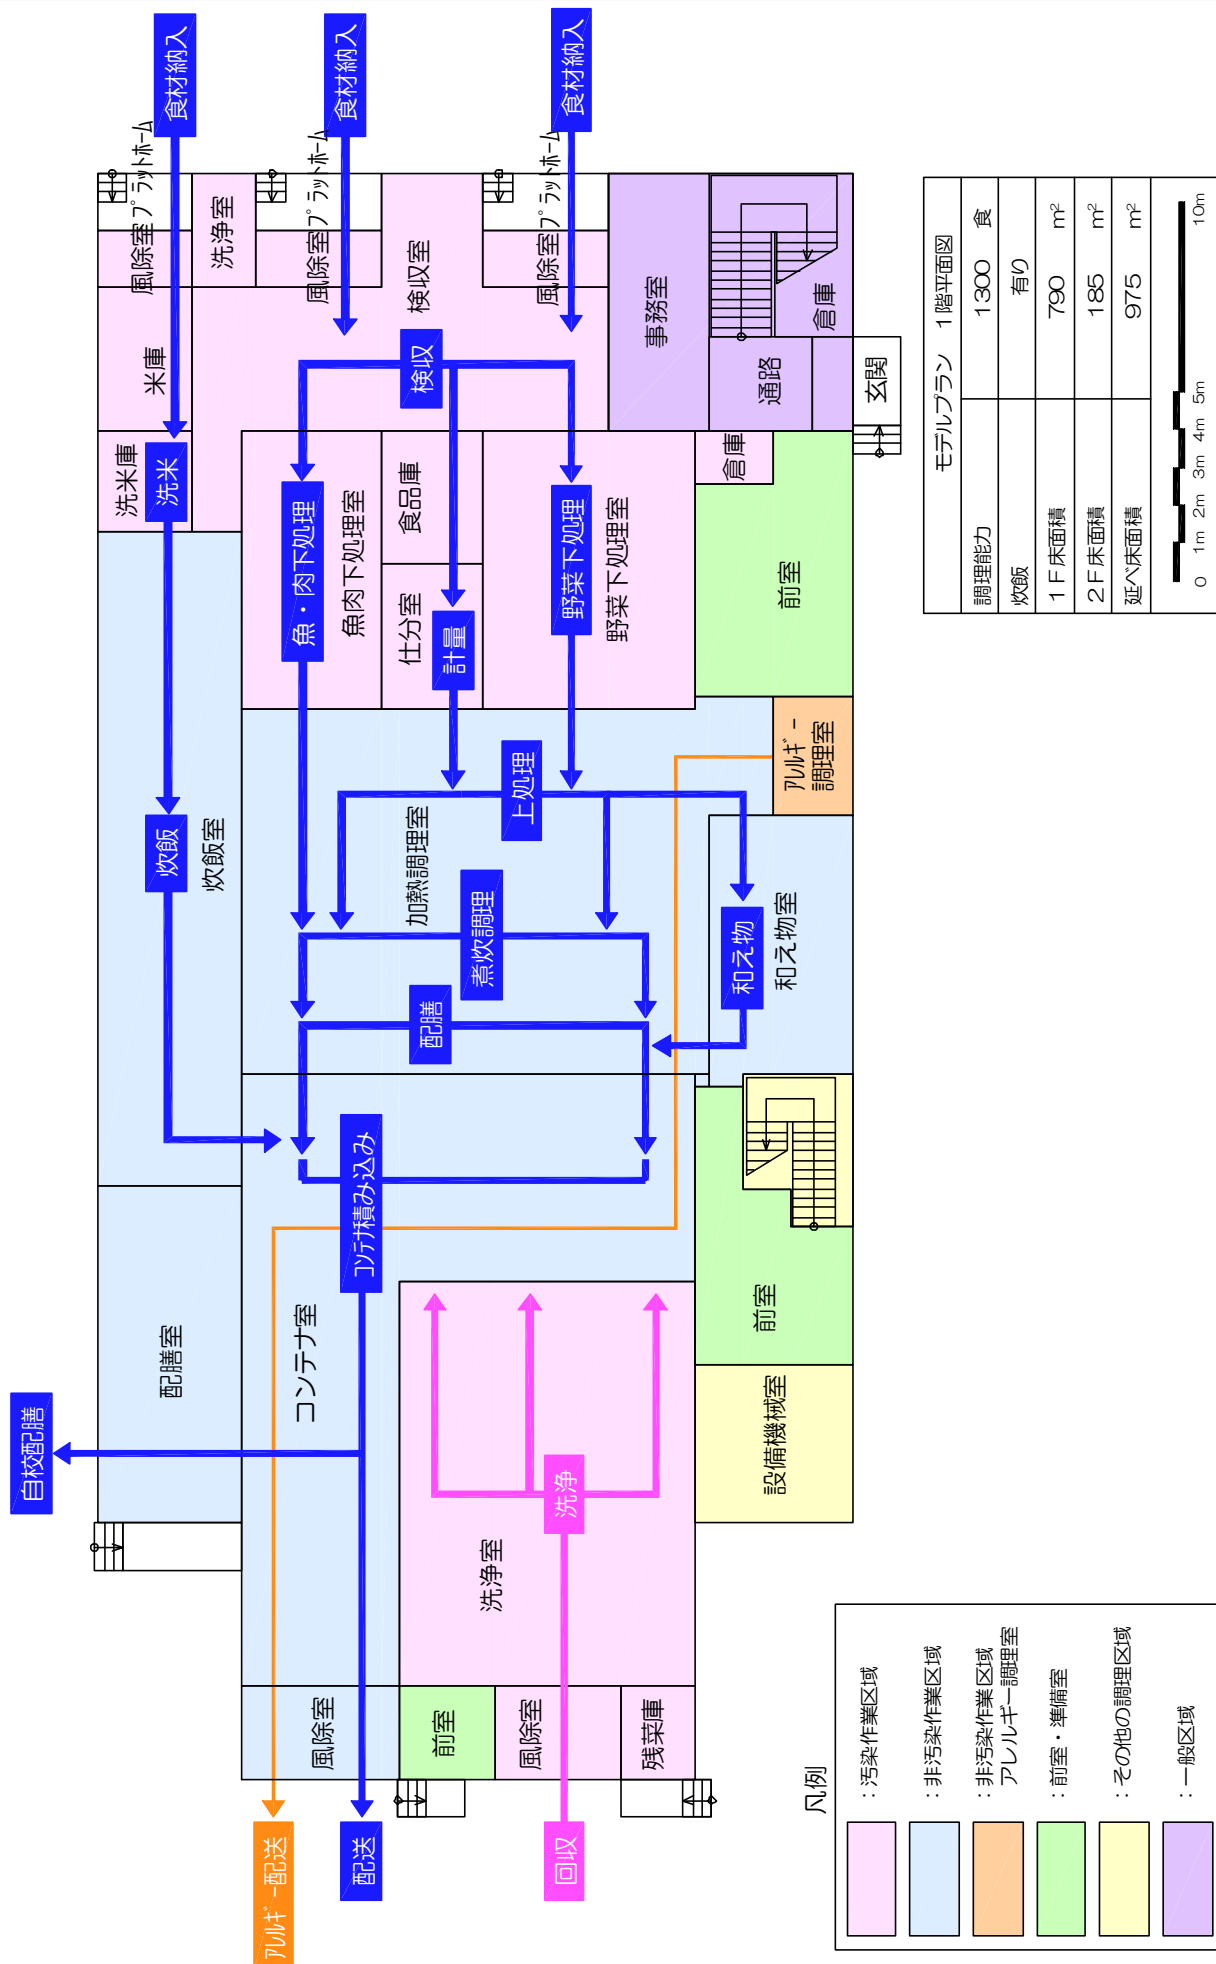 食材納入
食材納入
食材納入
風除室
プラットホーム
風除室
プラットホーム
風除室
プラットホーム
洗浄室
検収室
米庫
検収
事務室
倉庫
通路
玄関
洗米庫
洗米
魚・肉下処理
魚肉下処理室
食品庫
仕分室
計量
野菜下処理
野菜下処理室
倉庫
前室
アレルギー
調理室
上処理
加熱調理室
炊飯
炊飯室
煮炊調理
配膳
和え物
和え物室
コンテナ積み込み
コンテナ室
配膳室
自校配膳
前室
設備機械室
洗浄
洗浄室
風除室
前室
風除室
残菜庫
アレルギー配送
配送
回収
モデルプラン 1階平面図
調理能力 1300 食
炊飯 有り
1F床面積 790 m²
2F床面積 185 m²
延べ床面積 975 m²
0 1m 2m 3m 4m 5m 10m
凡例
:汚染作業区域
:非汚染作業区域
:非汚染作業区域
アレルギー調理室
:前室・準備室
:その他の調理区域
:一般区域